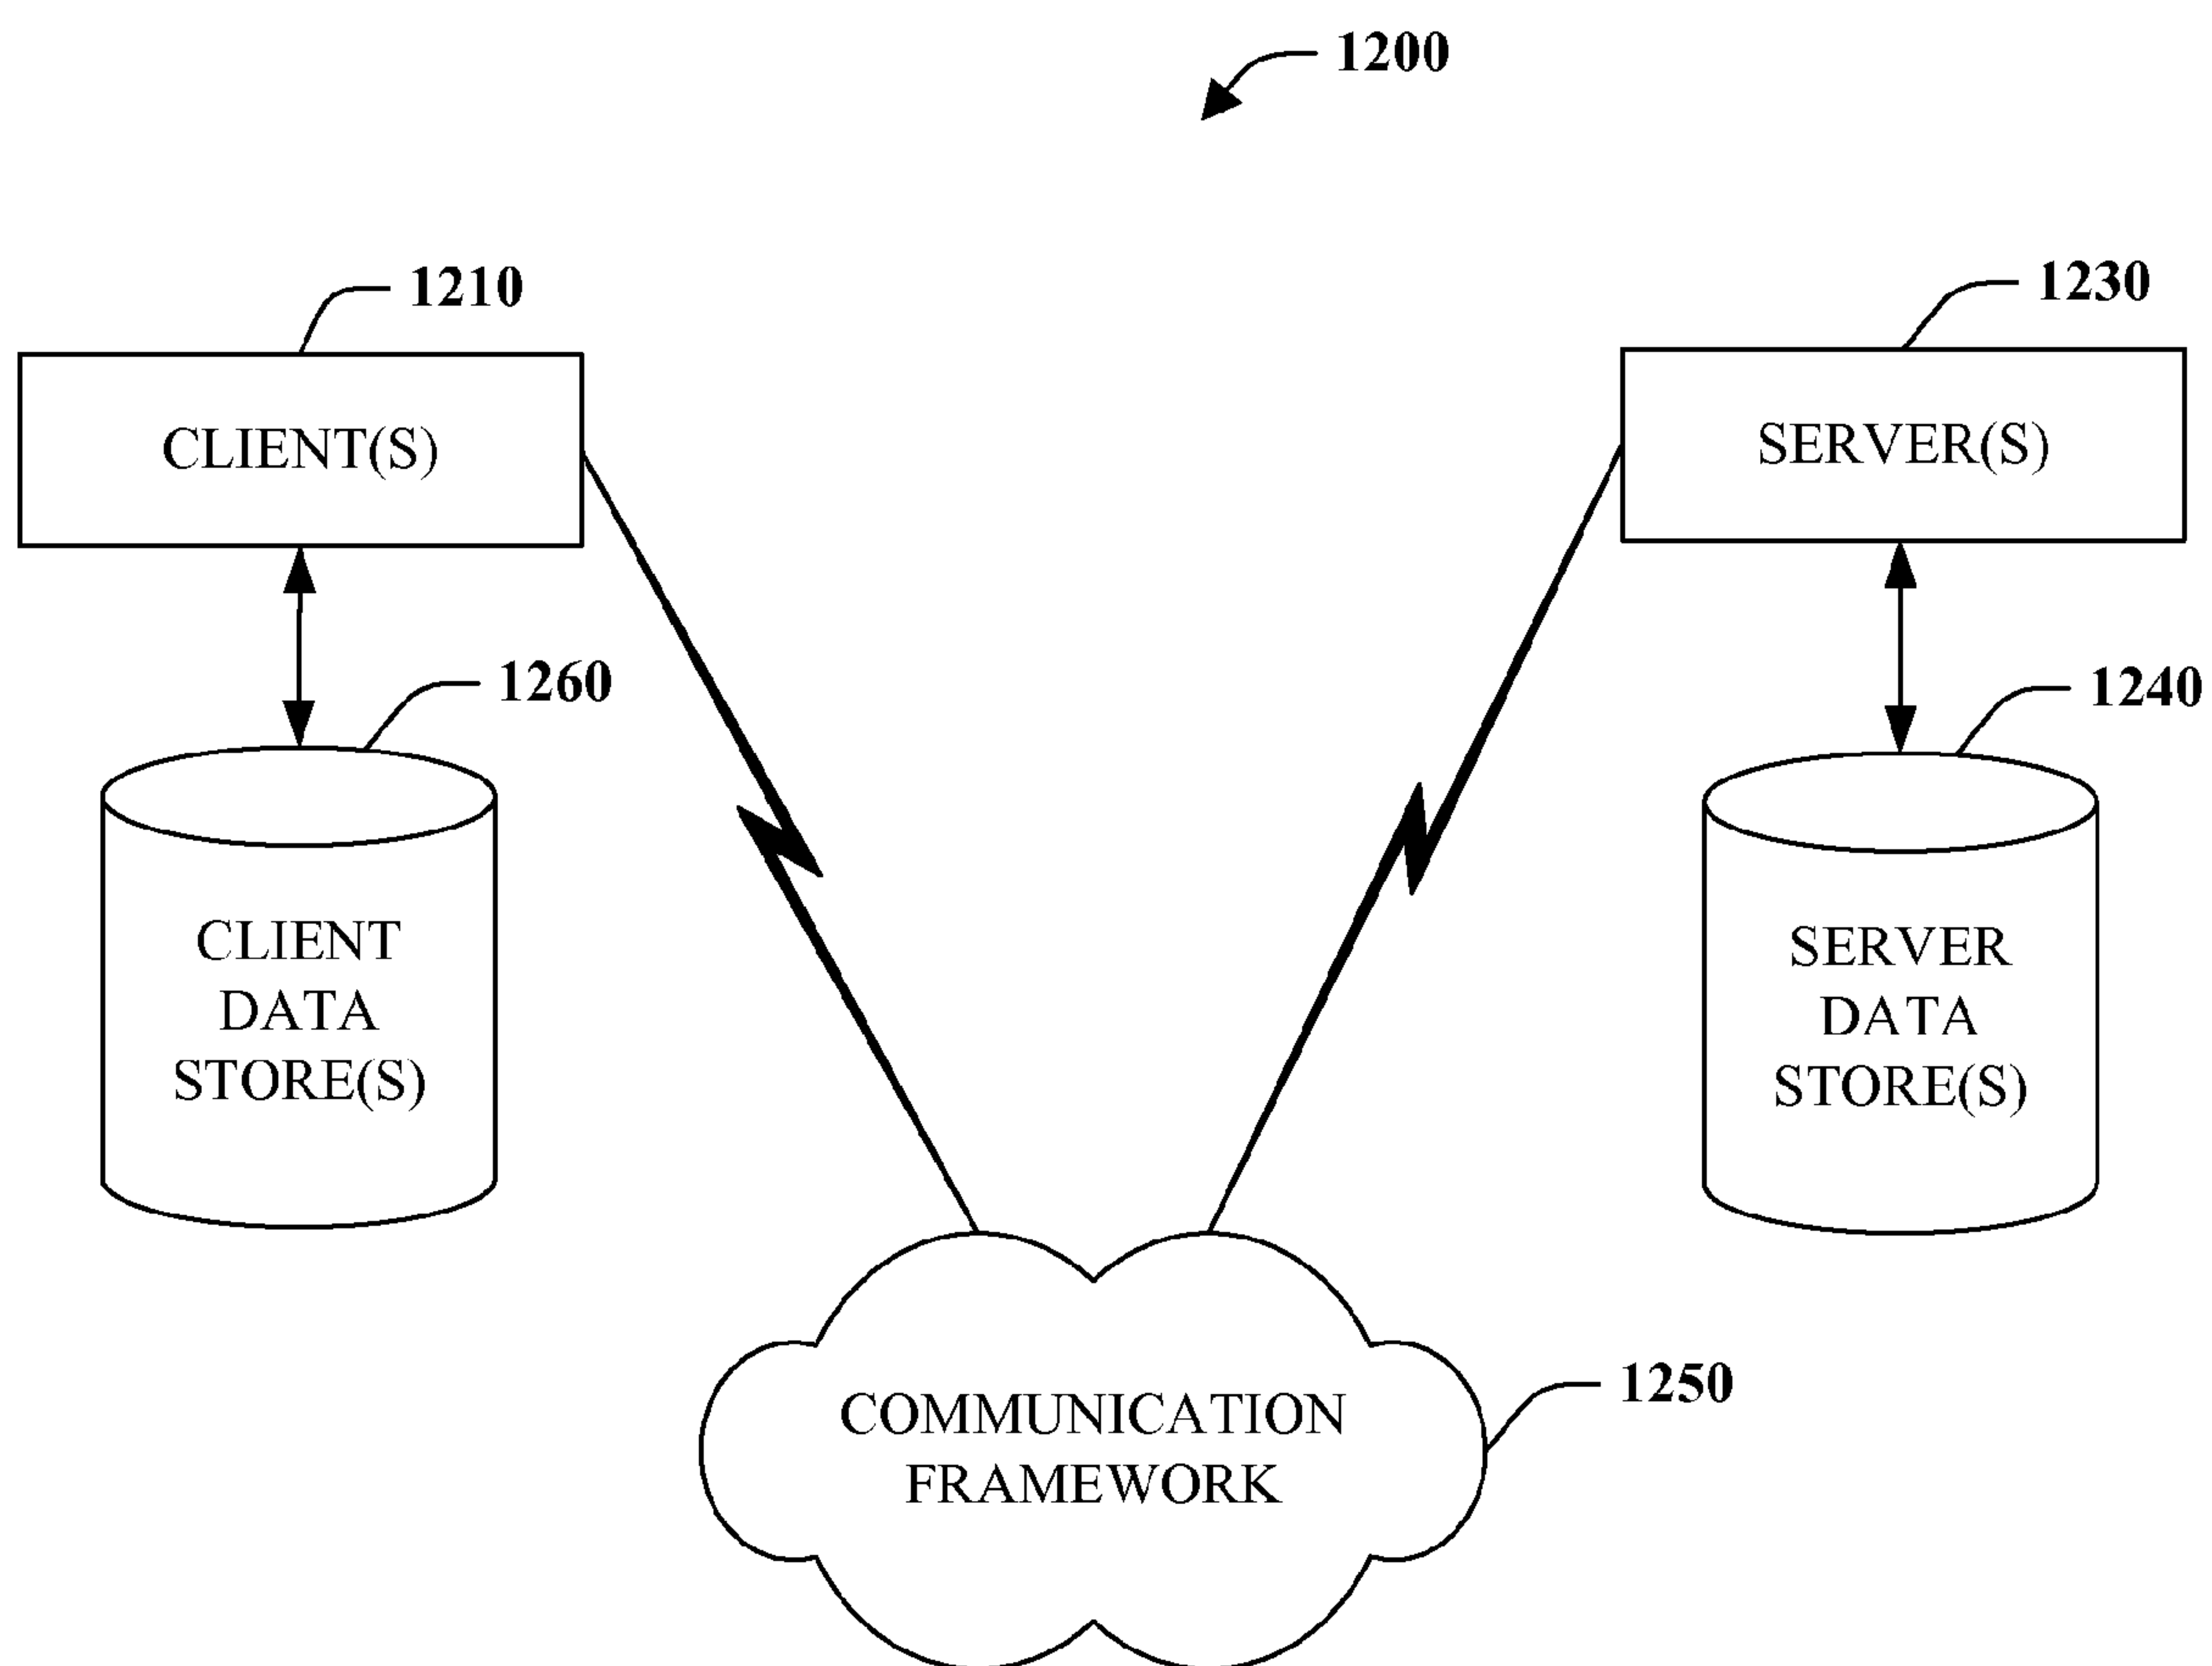 1200
1210
1230
CLIENT(S)
SERVER(S)
1260
1240
CLIENT
DATA
STORE(S)
SERVER
DATA
STORE(S)
1250
COMMUNICATION
FRAMEWORK